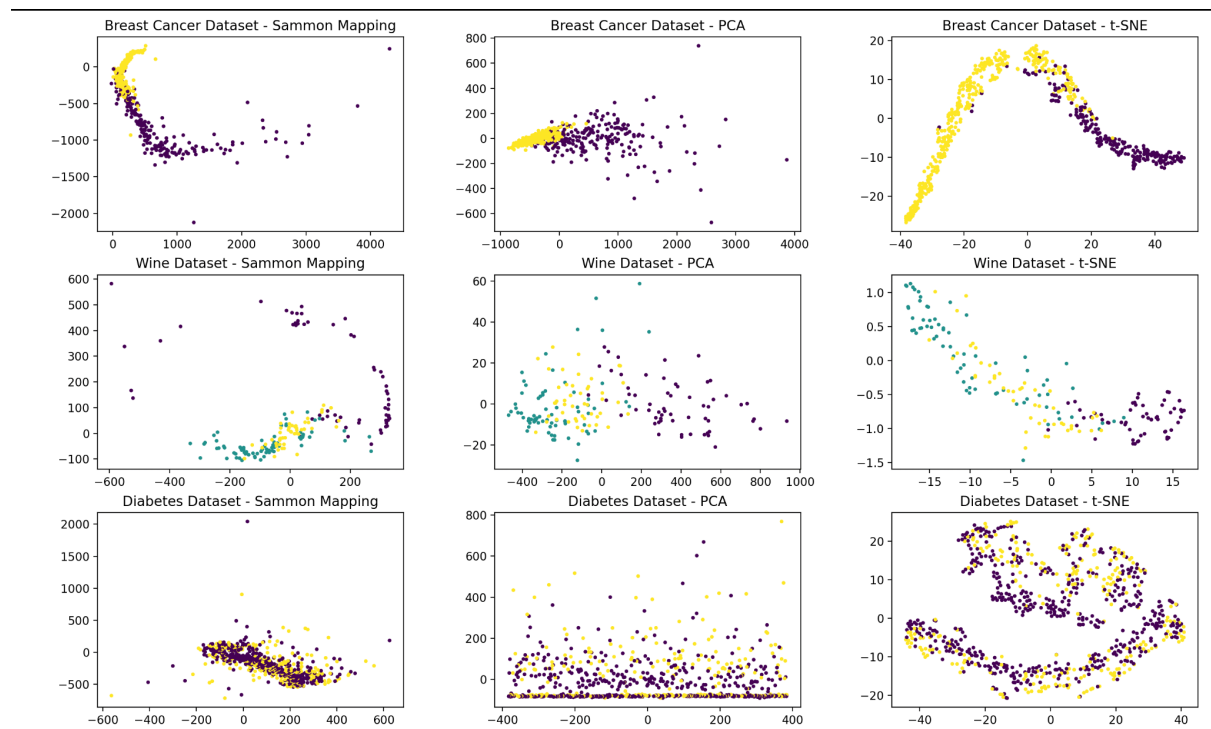 Breast Cancer Dataset - Sammon Mapping
0
−500
−1000
−1500
−2000
0 1000 2000 3000 4000
Breast Cancer Dataset - PCA
800
600
400
200
0
−200
−400
−600
−1000 0 1000 2000 3000 4000
Breast Cancer Dataset - t-SNE
20
10
0
−10
−20
−40 −20 0 20 40
Wine Dataset - Sammon Mapping
600
500
400
300
200
100
0
−100
−600 −400 −200 0 200
Wine Dataset - PCA
60
40
20
0
−20
−400 −200 0 200 400 600 800 1000
Wine Dataset - t-SNE
1.0
0.5
0.0
−0.5
−1.0
−1.5
−15 −10 −5 0 5 10 15
Diabetes Dataset - Sammon Mapping
2000
1500
1000
500
0
−500
−600 −400 −200 0 200 400 600
Diabetes Dataset - PCA
800
600
400
200
0
−400 −200 0 200 400
Diabetes Dataset - t-SNE
20
10
0
−10
−20
−40 −20 0 20 40